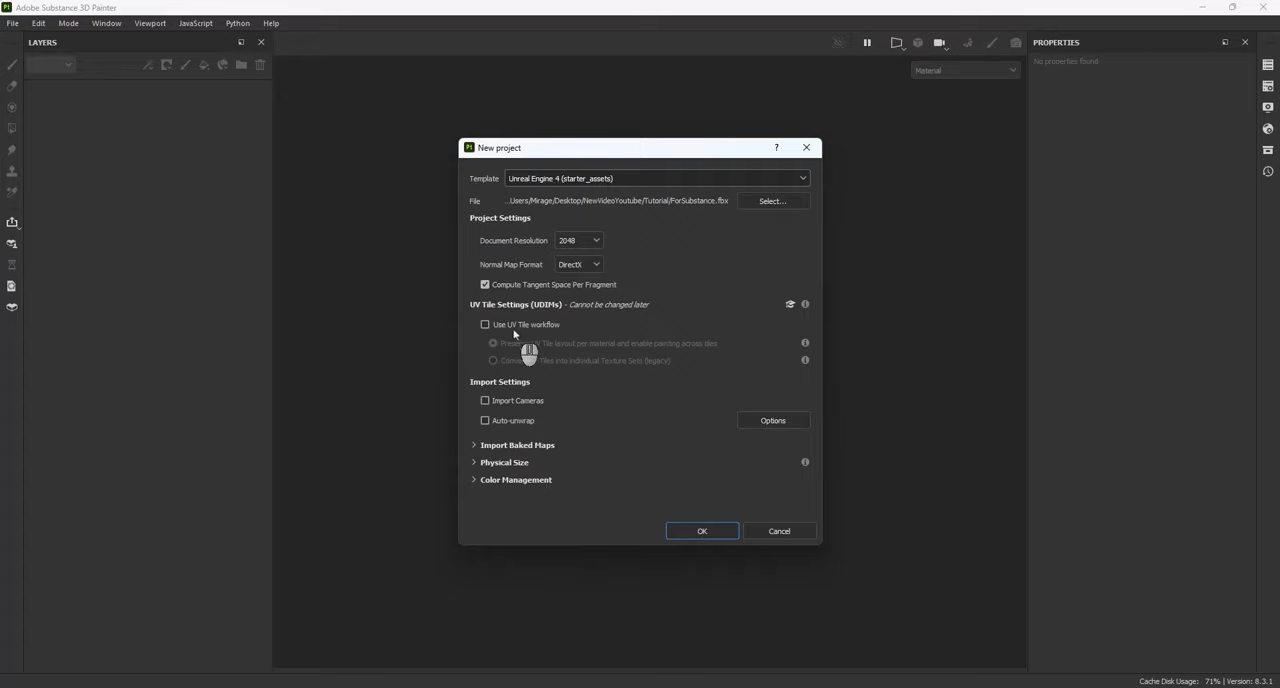 Pt Adobe Substance 3D Painter
File Edit Mode Window Viewport JavaScript Python Help
LAYERS
PROPERTIES
No properties found
Material
Pt New project ?
Template Unreal Engine 4 (starter_assets)
File ...Users/Mirage/Desktop/NewVideoYoutube/Tutorial/ForSubstance.fbx Select...
Project Settings
Document Resolution 2048
Normal Map Format DirectX
Compute Tangent Space Per Fragment
UV Tile Settings (UDIMs) - Cannot be changed later
Use UV Tile workflow
Tile layout per material and enable painting across tiles
Tiles into individual Texture Sets (legacy)
Import Settings
Import Cameras
Auto-unwrap Options
Import Baked Maps
Physical Size
Color Management
OK Cancel
Cache Disk Usage: 71% | Version: 8.3.1